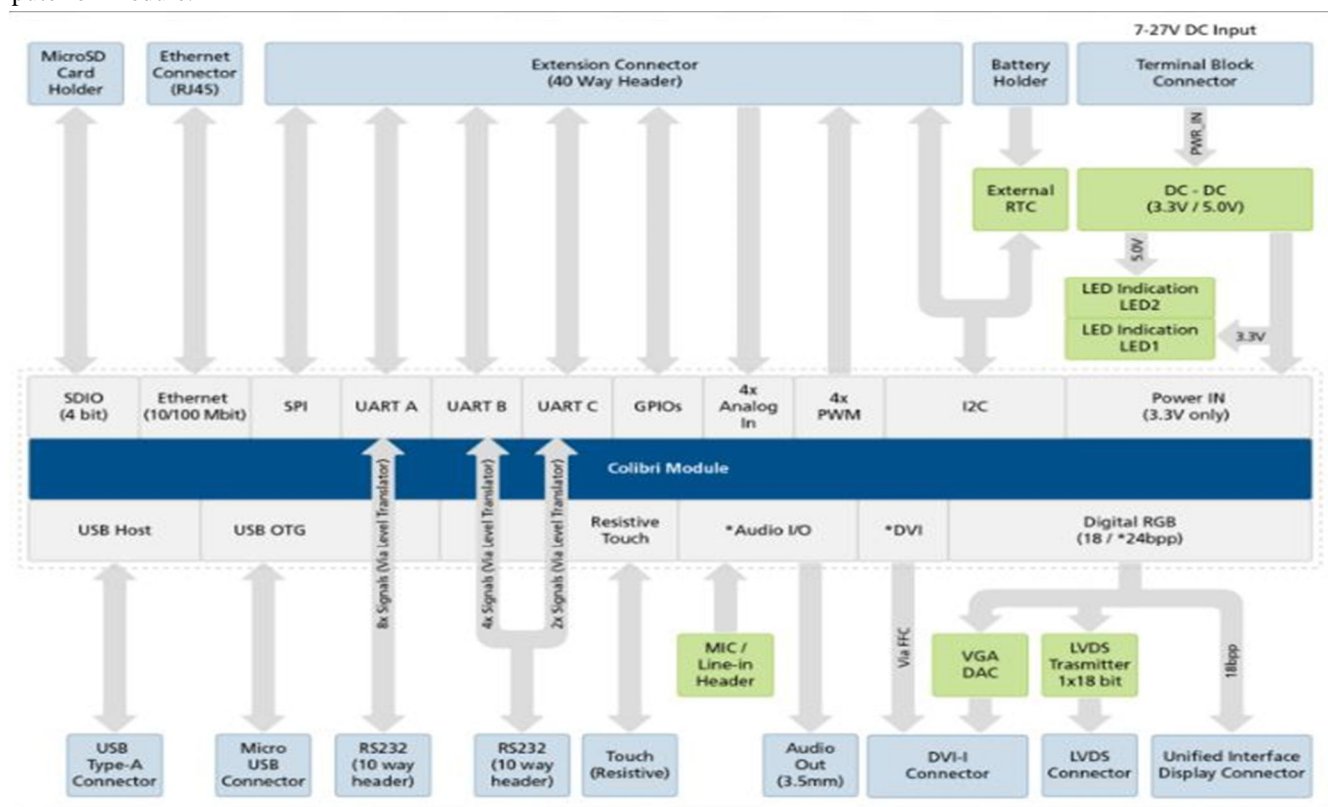 7-27V DC Input
MicroSD
Card
Holder
Ethernet
Connector
(RJ45)
Extension Connector
(40 Way Header)
Battery
Holder
Terminal Block
Connector
PWR_IN
External
RTC
DC - DC
(3.3V / 5.0V)
5.0V
LED Indication
LED2
LED Indication
LED1
3.3V
SDIO
(4 bit)
Ethernet
(10/100 Mbit)
SPI
UART A
UART B
UART C
GPIOs
4x
Analog
In
4x
PWM
I2C
Power IN
(3.3V only)
Colibri Module
8x Signals (Via Level Translator)
4x Signals (Via Level Translator)
2x Signals (Via Level Translator)
USB Host
USB OTG
Resistive
Touch
*Audio I/O
*DVI
Digital RGB
(18 / *24bpp)
MIC /
Line-in
Header
Via FFC
VGA
DAC
LVDS
Trasmitter
1x18 bit
18bpp
USB
Type-A
Connector
Micro
USB
Connector
RS232
(10 way
header)
RS232
(10 way
header)
Touch
(Resistive)
Audio
Out
(3.5mm)
DVI-I
Connector
LVDS
Connector
Unified Interface
Display Connector